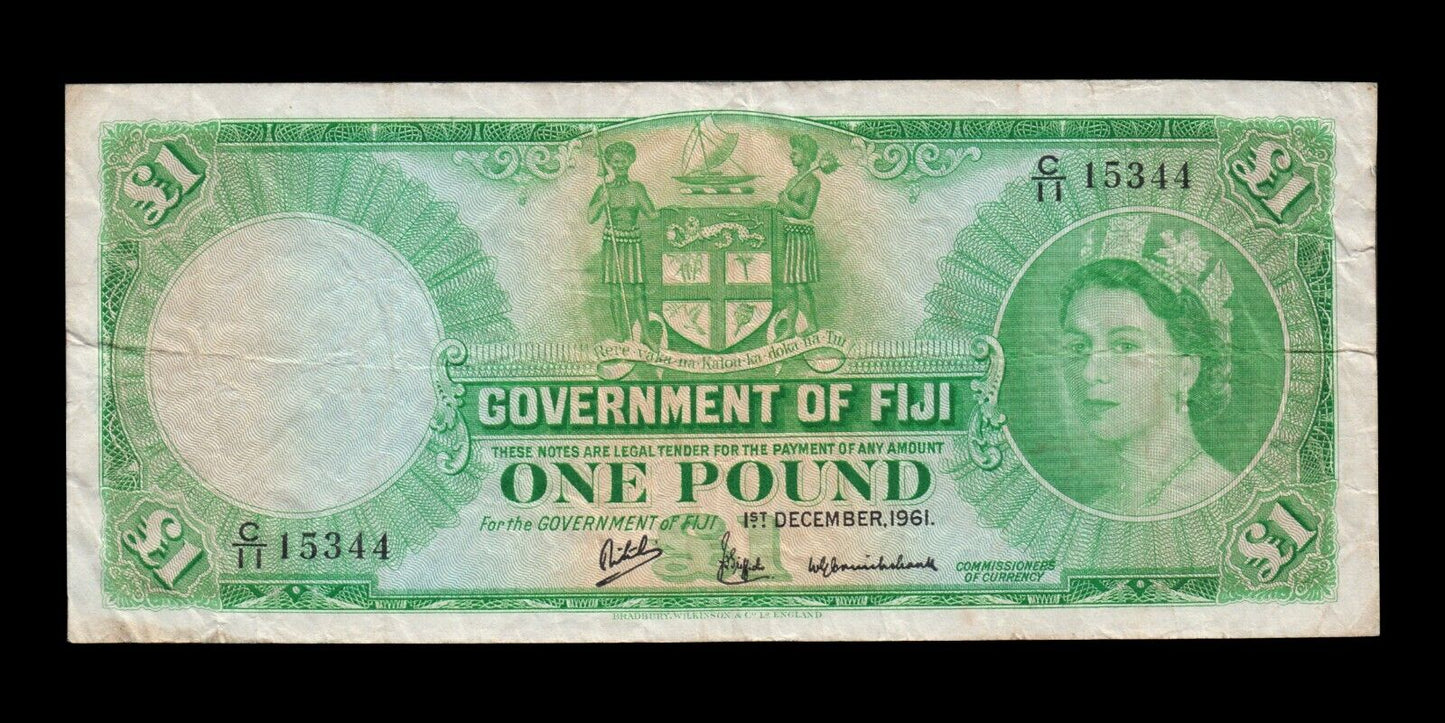 £1
£1
C/11 15344
Rere vaka na Kalou ka doka na Tui
GOVERNMENT OF FIJI
THESE NOTES ARE LEGAL TENDER FOR THE PAYMENT OF ANY AMOUNT
ONE POUND
For the GOVERNMENT of FIJI 1ST DECEMBER, 1961.
£1
C/11 15344
COMMISSIONERS
OF CURRENCY
£1
£1
BRADBURY, WILKINSON & Co. Ld. ENGLAND